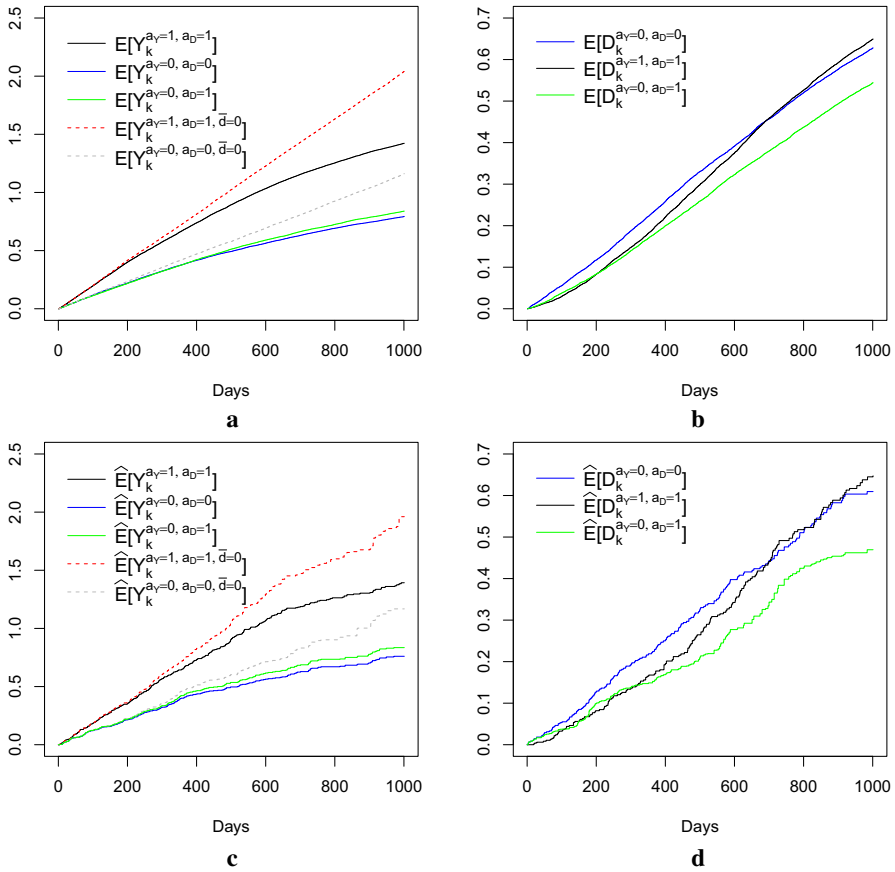 0.0 0.5 1.0 1.5 2.0 2.5
E[Y_k^{a_Y=1, a_D=1}]
E[Y_k^{a_Y=0, a_D=0}]
E[Y_k^{a_Y=0, a_D=1}]
E[Y_k^{a_Y=1, a_D=1, d̅=0}]
E[Y_k^{a_Y=0, a_D=0, d̅=0}]
0 200 400 600 800 1000
Days
a
0.0 0.1 0.2 0.3 0.4 0.5 0.6 0.7
E[D_k^{a_Y=0, a_D=0}]
E[D_k^{a_Y=1, a_D=1}]
E[D_k^{a_Y=0, a_D=1}]
0 200 400 600 800 1000
Days
b
0.0 0.5 1.0 1.5 2.0 2.5
Ê[Y_k^{a_Y=1, a_D=1}]
Ê[Y_k^{a_Y=0, a_D=0}]
Ê[Y_k^{a_Y=0, a_D=1}]
Ê[Y_k^{a_Y=1, a_D=1, d̅=0}]
Ê[Y_k^{a_Y=0, a_D=0, d̅=0}]
0 200 400 600 800 1000
Days
c
0.0 0.1 0.2 0.3 0.4 0.5 0.6 0.7
Ê[D_k^{a_Y=0, a_D=0}]
Ê[D_k^{a_Y=1, a_D=1}]
Ê[D_k^{a_Y=0, a_D=1}]
0 200 400 600 800 1000
Days
d